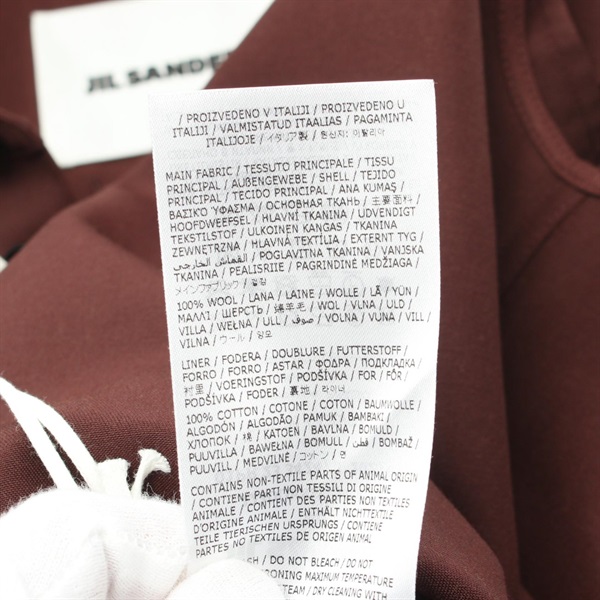 JIL SANDER
/ PROIZVEDENO V ITALIJI / PROIZVEDENO U
ITALIJI / VALMISTATUD ITAALIAS / PAGAMINTA
ITALIJOJE / イタリア製 / 원산지: 이탈리아
MAIN FABRIC / TESSUTO PRINCIPALE / TISSU
PRINCIPAL / AUßENGEWEBE / SHELL / TEJIDO
PRINCIPAL / TECIDO PRINCIPAL / ANA KUMAŞ /
ΒΑΣΙΚΟ ΥΦΑΣΜΑ / ОСНОВНАЯ ТКАНЬ / 主要面料 /
HOOFDWEEFSEL / HLAVNÍ TKANINA / UDVENDIGT
TEKSTILSTOF / ULKOINEN KANGAS / TKANINA
ZEWNĘTRZNA / HLAVNÁ TEXTÍLIA / EXTERNT TYG /
القماش الخارجي / POGLAVITNA TKANINA / VANJSKA
TKANINA / PEALISRIIE / PAGRINDINĖ MEDŽIAGA /
メインファブリック / 겉감
100% WOOL / LANA / LAINE / WOLLE / LÃ / YÜN /
ΜΑΛΛΙ / ШЕРСТЬ / 绵羊毛 / WOL / VLNA / ULD /
VILLA / WEŁNA / ULL / صوف / VOLNA / VUNA / VILL /
VILNA / ウール / 양모
LINER / FODERA / DOUBLURE / FUTTERSTOFF /
FORRO / FORRO / ASTAR / ΦΟΔΡΑ / ПОДКЛАДКА /
村里 / VOERINGSTOF / PODŠÍVKA / FOR / FÔR /
PODŠÍVKA / FODER / 裏地 / 라이너
100% COTTON / COTONE / COTON / BAUMWOLLE /
ALGODÓN / ALGODÃO / PAMUK / ΒΑΜΒΑΚΙ /
ХЛОПОК / 棉 / KATOEN / BAVLNA / BOMULD /
PUUVILLA / BAWEŁNA / BOMULL / قطن / BOMBAŽ /
PUUVILL / MEDVILNĖ / コットン / 면
CONTAINS NON-TEXTILE PARTS OF ANIMAL ORIGIN
/ CONTIENE PARTI NON TESSILI DI ORIGINE
ANIMALE / CONTIENT DES PARTIES NON TEXTILES
D'ORIGINE ANIMALE / ENTHÄLT NICHTTEXTILE
TEILE TIERISCHEN URSPRUNGS / CONTIENE
PARTES NO TEXTILES DE ORIGEN ANIMAL
/ DO NOT BLEACH / DO NOT
MAXIMUM TEMPERATURE
/ DRY CLEANING WITH